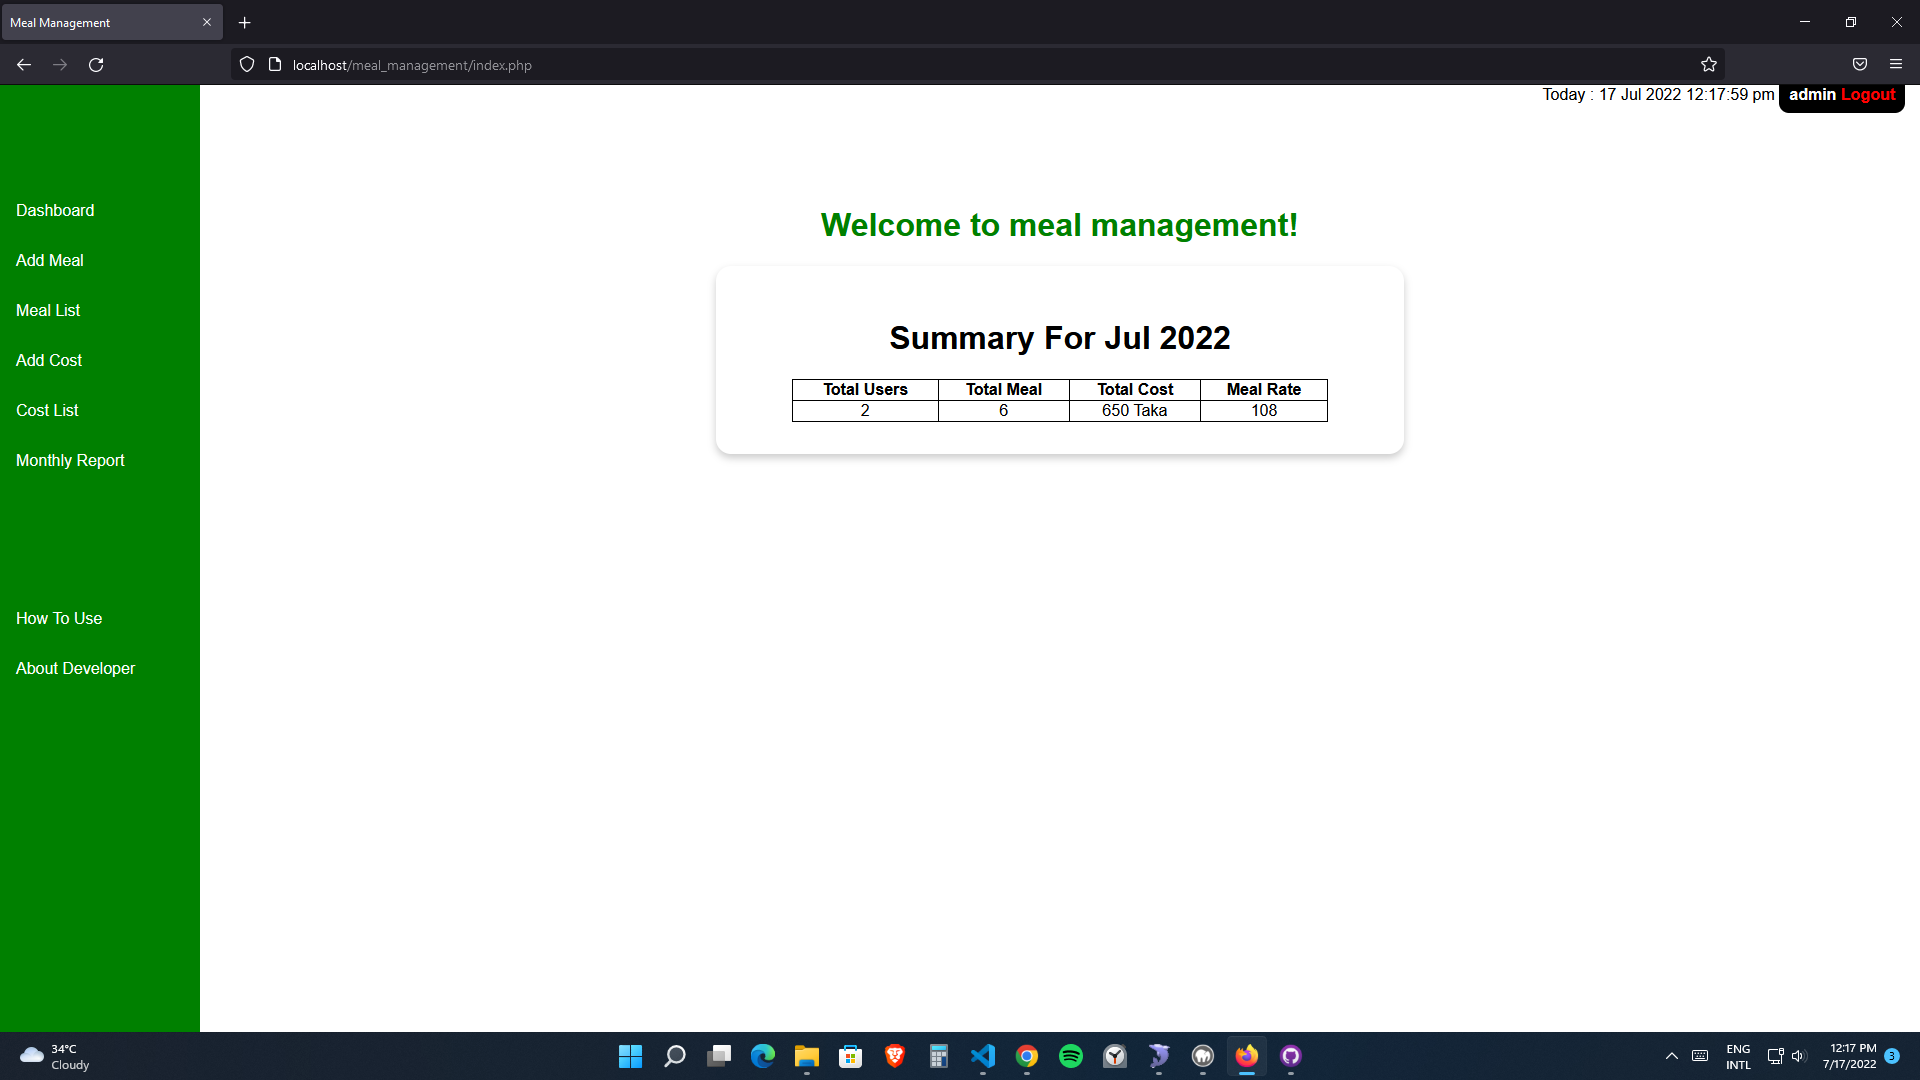 Meal Management
localhost/meal_management/index.php
Today : 17 Jul 2022 12:17:59 pm admin Logout
Dashboard
Add Meal
Meal List
Add Cost
Cost List
Monthly Report
How To Use
About Developer
Welcome to meal management!
Summary For Jul 2022
Total Users Total Meal Total Cost Meal Rate
2 6 650 Taka 108
34°C
Cloudy
ENG
INTL
12:17 PM
7/17/2022
3